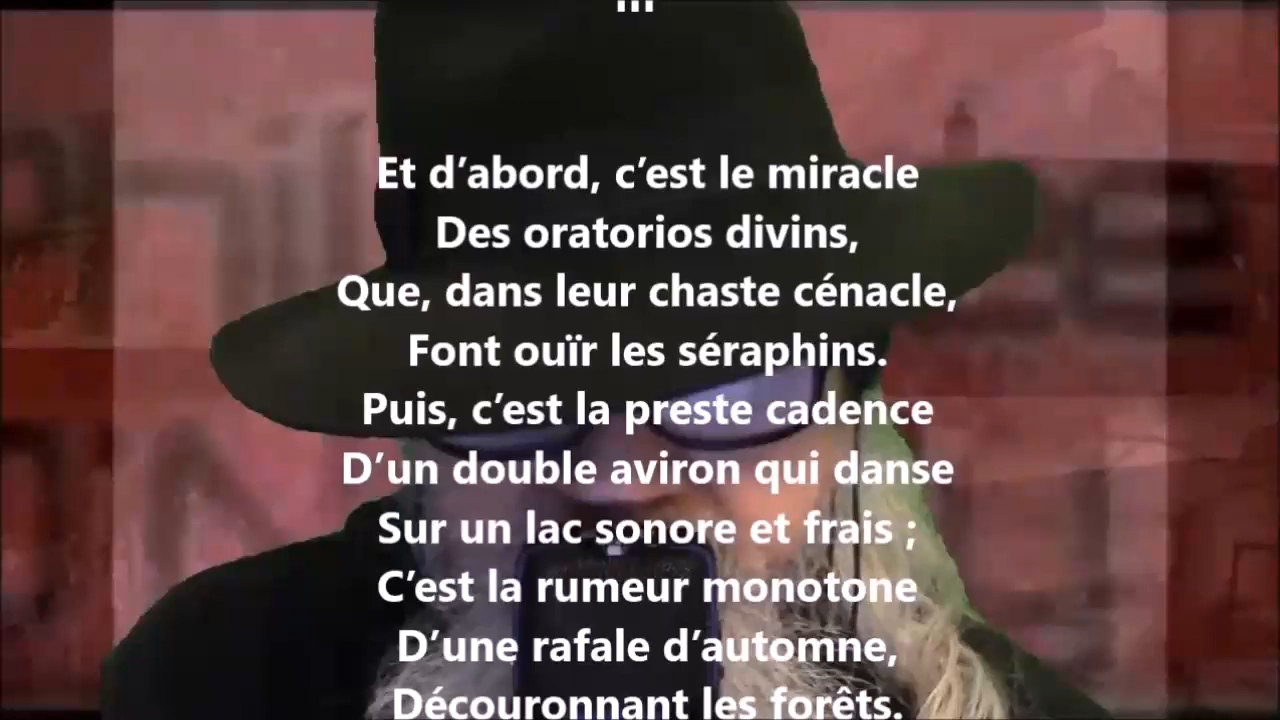 III
Et d’abord, c’est le miracle
Des oratorios divins,
Que, dans leur chaste cénacle,
Font ouïr les séraphins.
Puis, c’est la preste cadence
D’un double aviron qui danse
Sur un lac sonore et frais ;
C’est la rumeur monotone
D’une rafale d’automne,
Découronnant les forêts.